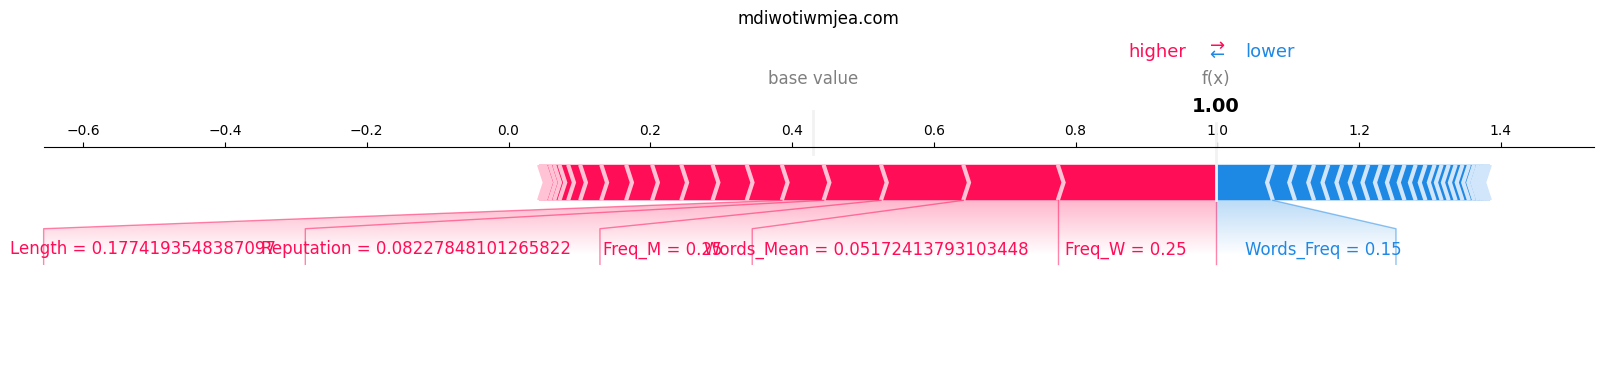 mdiwotiwmjea.com
higher → ← lower
base value f(x)
1.00
−0.6 −0.4 −0.2 0.0 0.2 0.4 0.6 0.8 1.0 1.2 1.4
Length = 0.1774193548387097 Reputation = 0.08227848101265822 Freq_M = 0.25 Words_Mean = 0.05172413793103448 Freq_W = 0.25 Words_Freq = 0.15